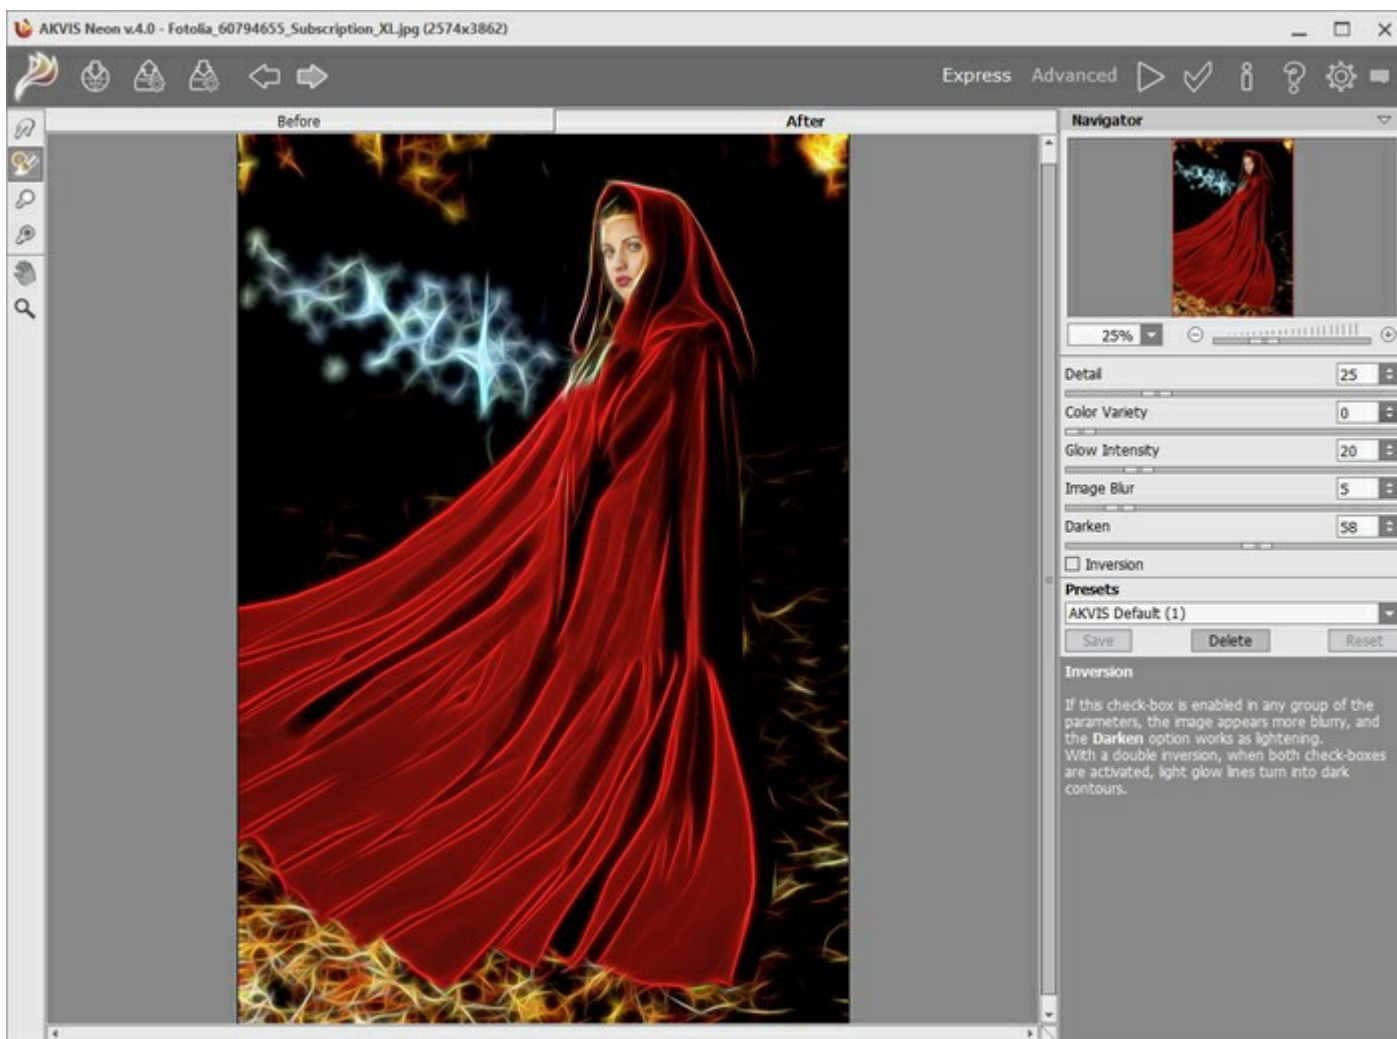 AKVIS Neon v.4.0 - Fotolia_60794655_Subscription_XL.jpg (2574x3862)
Express Advanced
Before After
Navigator
25%
Detail 25
Color Variety 0
Glow Intensity 20
Image Blur 5
Darken 58
Inversion
Presets
AKVIS Default (1)
Save Delete Reset
Inversion
If this check-box is enabled in any group of the
parameters, the image appears more blurry, and
the Darken option works as lightening.
With a double inversion, when both check-boxes
are activated, light glow lines turn into dark
contours.